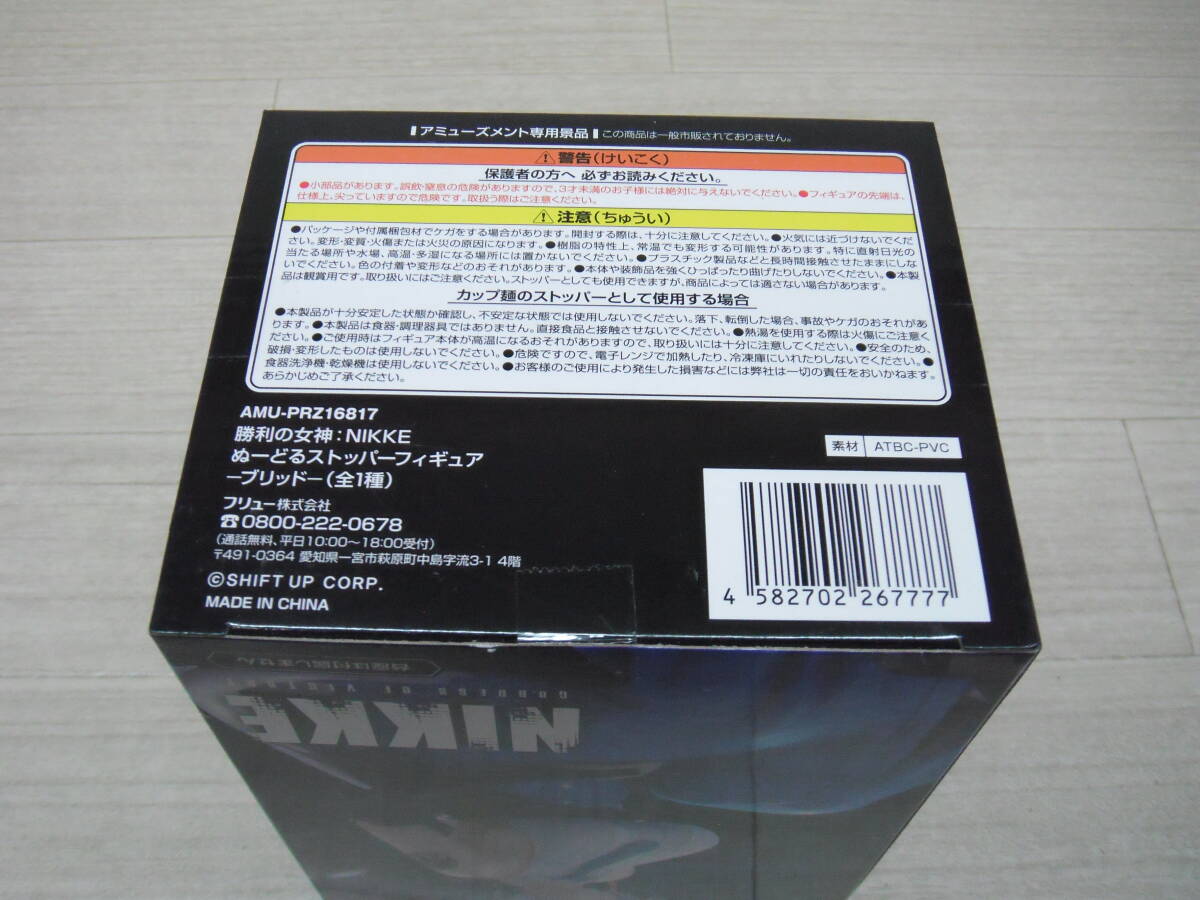 アミューズメント専用景品 この商品は一般市販されておりません。
⚠警告(けいこく)
保護者の方へ 必ずお読みください。
●小部品があります。誤飲・窒息の危険がありますので、3才未満のお子様には絶対に与えないでください。●フィギュアの先端は、
仕様上、尖っていますので危険です。取扱う際はご注意ください。
⚠注意(ちゅうい)
●パッケージや付属梱包材でケガをする場合があります。開封する際は、十分に注意してください。●火気には近づけないでくだ
さい。変形・変質・火傷または火災の原因になります。●樹脂の特性上、常温でも変形する可能性があります。特に直射日光の
当たる場所や水場、高温・多湿になる場所には置かないでください。●プラスチック製品などと長時間接触させたままにしな
いでください。色の付着や変形などのおそれがあります。●本体や装飾品を強くひっぱったり曲げたりしないでください。●本製
品は観賞用です。取り扱いにはご注意ください。ストッパーとしても使用できますが、商品によっては適さない場合があります。
カップ麺のストッパーとして使用する場合
●本製品が十分安定した状態か確認し、不安定な状態では使用しないでください。落下、転倒した場合、事故やケガのおそれがあ
ります。●本製品は食器・調理器具ではありません。直接食品と接触させないでください。●熱湯を使用する際は火傷にご注意く
ださい。●ご使用時はフィギュア本体が高温になるおそれがありますので、取り扱いには十分に注意してください。●安全のため、
破損・変形したものは使用しないでください。●危険ですので、電子レンジで加熱したり、冷凍庫にいれたりしないでください。●
食器洗浄機・乾燥機は使用しないでください。●お客様のご使用により発生した損害などには弊社は一切の責任をおいかねます。
あらかじめご了承ください。
AMU-PRZ16817
勝利の女神:NIKKE
ぬーどるストッパーフィギュア
ーブリッドー(全1種)
素材 ATBC-PVC
フリュー株式会社
☎0800-222-0678
(通話無料、平日10:00〜18:00受付)
〒491-0364 愛知県一宮市萩原町中島字流3-1 4階
©SHIFT UP CORP.
MADE IN CHINA
4 582702 267777
台座は付属しません
GODDESS OF VICTORY
NIKKE